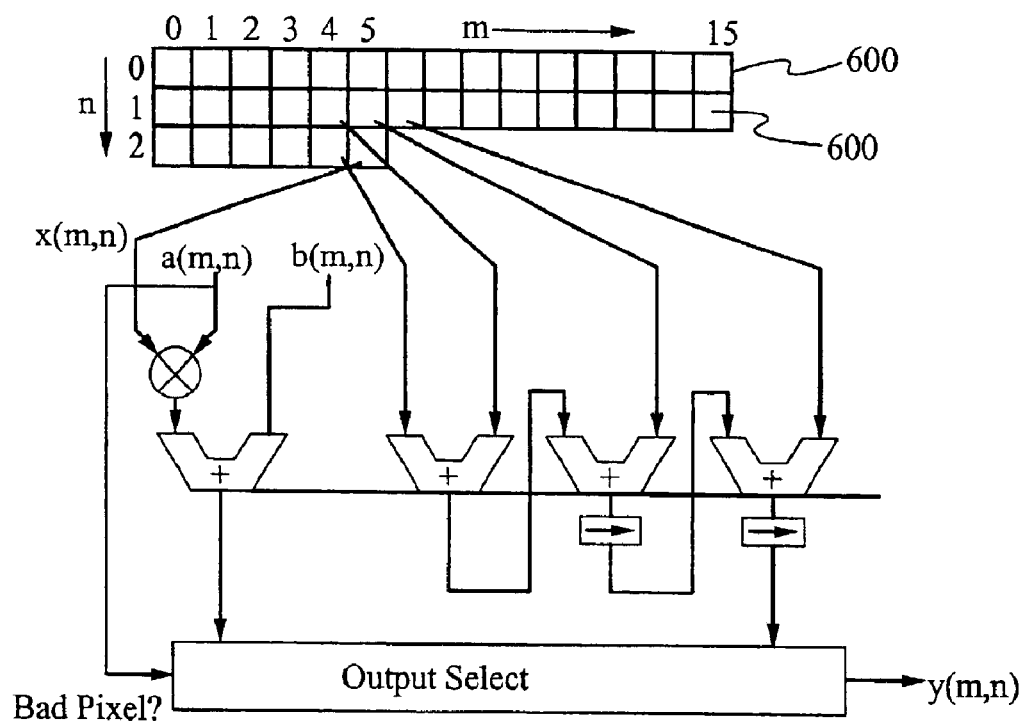 0 1 2 3 4 5 m 15
0
600
n 1
600
2
x(m,n)
a(m,n) b(m,n)
+ + + +
Output Select
y(m,n)
Bad Pixel?